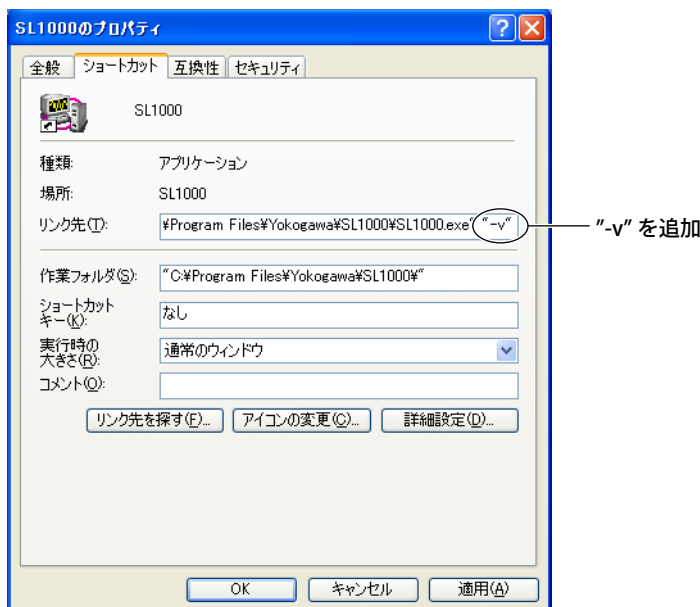 SL1000のプロパティ
全般 ショートカット 互換性 セキュリティ
SL1000
種類: アプリケーション
場所: SL1000
リンク先(T): ¥Program Files¥Yokogawa¥SL1000¥SL1000.exe" "-v"
"-v" を追加
作業フォルダ(S): "C:¥Program Files¥Yokogawa¥SL1000¥"
ショートカット
キー(K): なし
実行時の
大きさ(R): 通常のウィンドウ
コメント(O):
リンク先を探す(F)... アイコンの変更(C)... 詳細設定(D)...
OK キャンセル 適用(A)